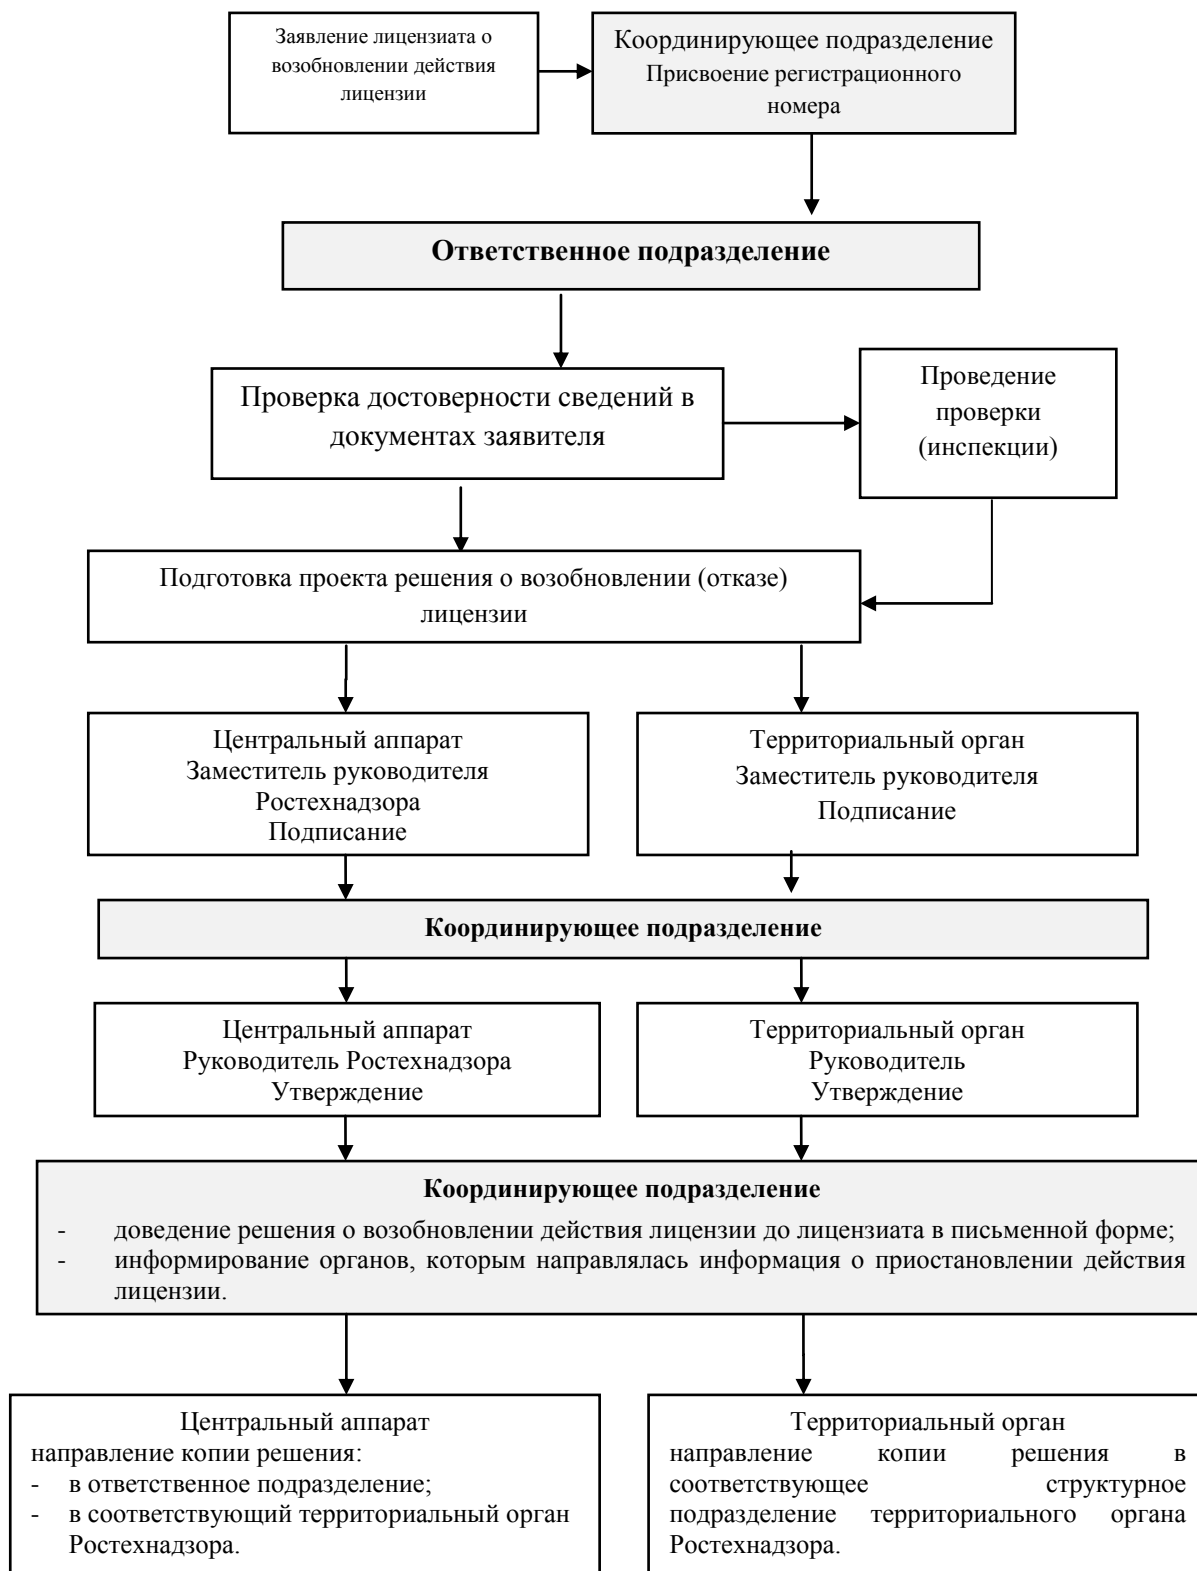 Заявление лицензиата о
возобновлении действия
лицензии
Координирующее подразделение
Присвоение регистрационного
номера
Ответственное подразделение
Проверка достоверности сведений в
документах заявителя
Проведение
проверки
(инспекции)
Подготовка проекта решения о возобновлении (отказе)
лицензии
Центральный аппарат
Заместитель руководителя
Ростехнадзора
Подписание
Территориальный орган
Заместитель руководителя
Подписание
Координирующее подразделение
Центральный аппарат
Руководитель Ростехнадзора
Утверждение
Территориальный орган
Руководитель
Утверждение
Координирующее подразделение
- доведение решения о возобновлении действия лицензии до лицензиата в письменной форме;
- информирование органов, которым направлялась информация о приостановлении действия
лицензии.
Центральный аппарат
направление копии решения:
- в ответственное подразделение;
- в соответствующий территориальный орган
Ростехнадзора.
Территориальный орган
направление копии решения в
соответствующее структурное
подразделение территориального органа
Ростехнадзора.